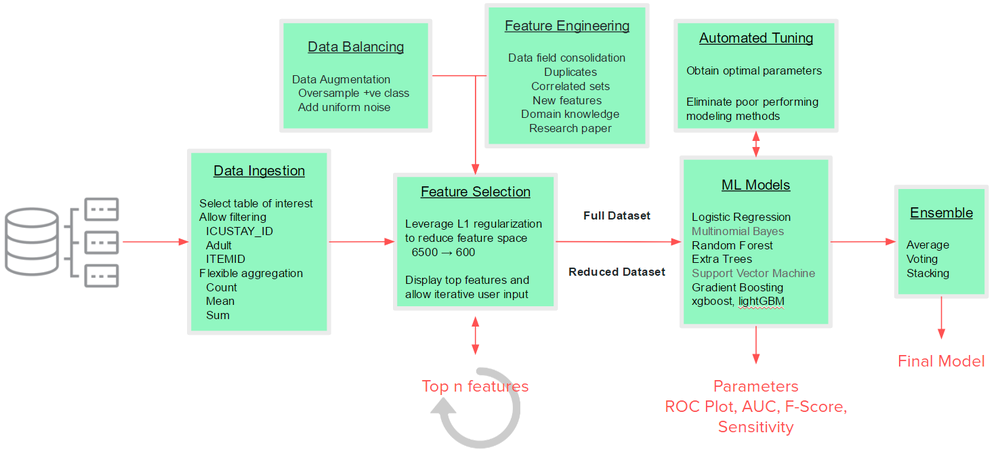 Data Balancing
Data Augmentation
Oversample +ve class
Add uniform noise
Feature Engineering
Data field consolidation
Duplicates
Correlated sets
New features
Domain knowledge
Research paper
Automated Tuning
Obtain optimal parameters
Eliminate poor performing
modeling methods
Data Ingestion
Select table of interest
Allow filtering
ICUSTAY_ID
Adult
ITEMID
Flexible aggregation
Count
Mean
Sum
Feature Selection
Leverage L1 regularization
to reduce feature space
6500 → 600
Display top features and
allow iterative user input
Full Dataset
Reduced Dataset
ML Models
Logistic Regression
Multinomial Bayes
Random Forest
Extra Trees
Support Vector Machine
Gradient Boosting
xgboost, lightGBM
Ensemble
Average
Voting
Stacking
Top n features
Parameters
ROC Plot, AUC, F-Score,
Sensitivity
Final Model